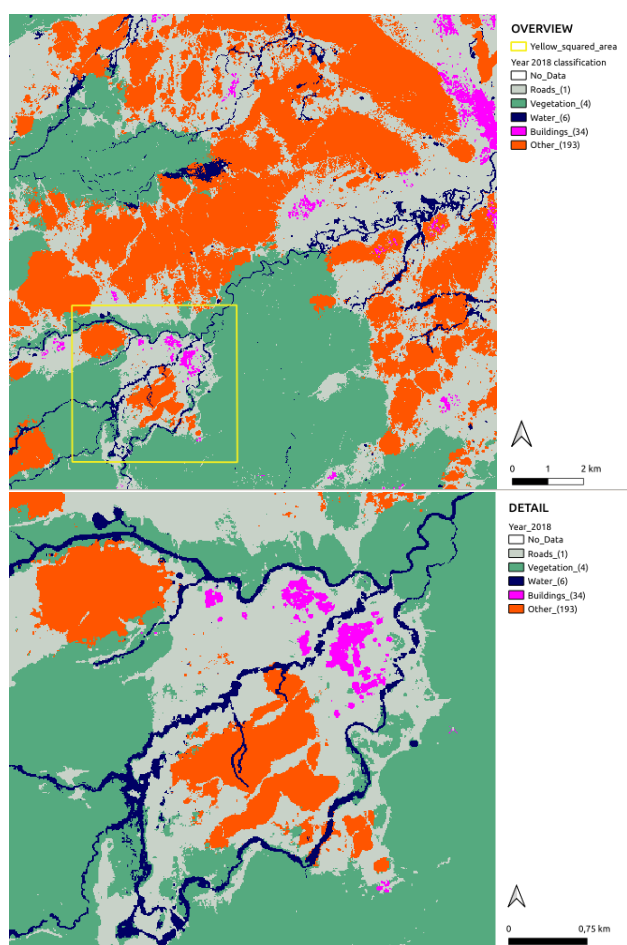 OVERVIEW
Yellow_squared_area
Year 2018 classification
No_Data
Roads_(1)
Vegetation_(4)
Water_(6)
Buildings_(34)
Other_(193)
0 1 2 km
DETAIL
Year_2018
No_Data
Roads_(1)
Vegetation_(4)
Water_(6)
Buildings_(34)
Other_(193)
0 0,75 km